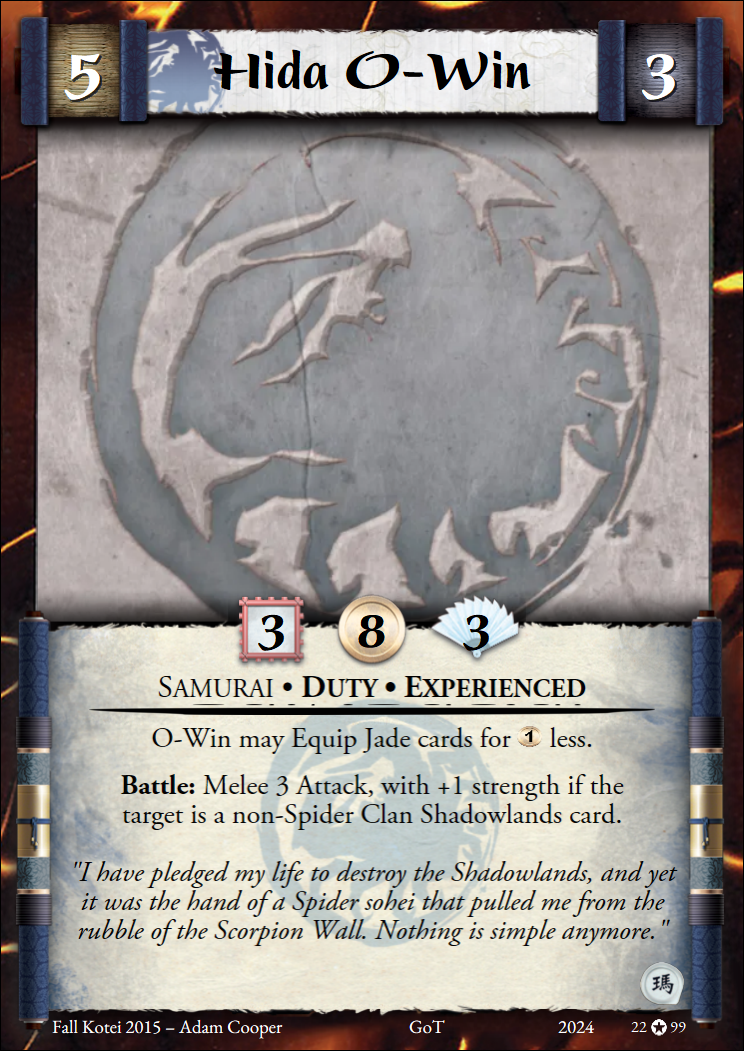 5 Hida O-Win 3
3 8 3
Samurai • Duty • Experienced
O-Win may Equip Jade cards for 1 less.
Battle: Melee 3 Attack, with +1 strength if the
target is a non-Spider Clan Shadowlands card.
"I have pledged my life to destroy the Shadowlands, and yet
it was the hand of a Spider sohei that pulled me from the
rubble of the Scorpion Wall. Nothing is simple anymore."
瑪
Fall Kotei 2015 – Adam Cooper GoT 2024 22 ✪ 99